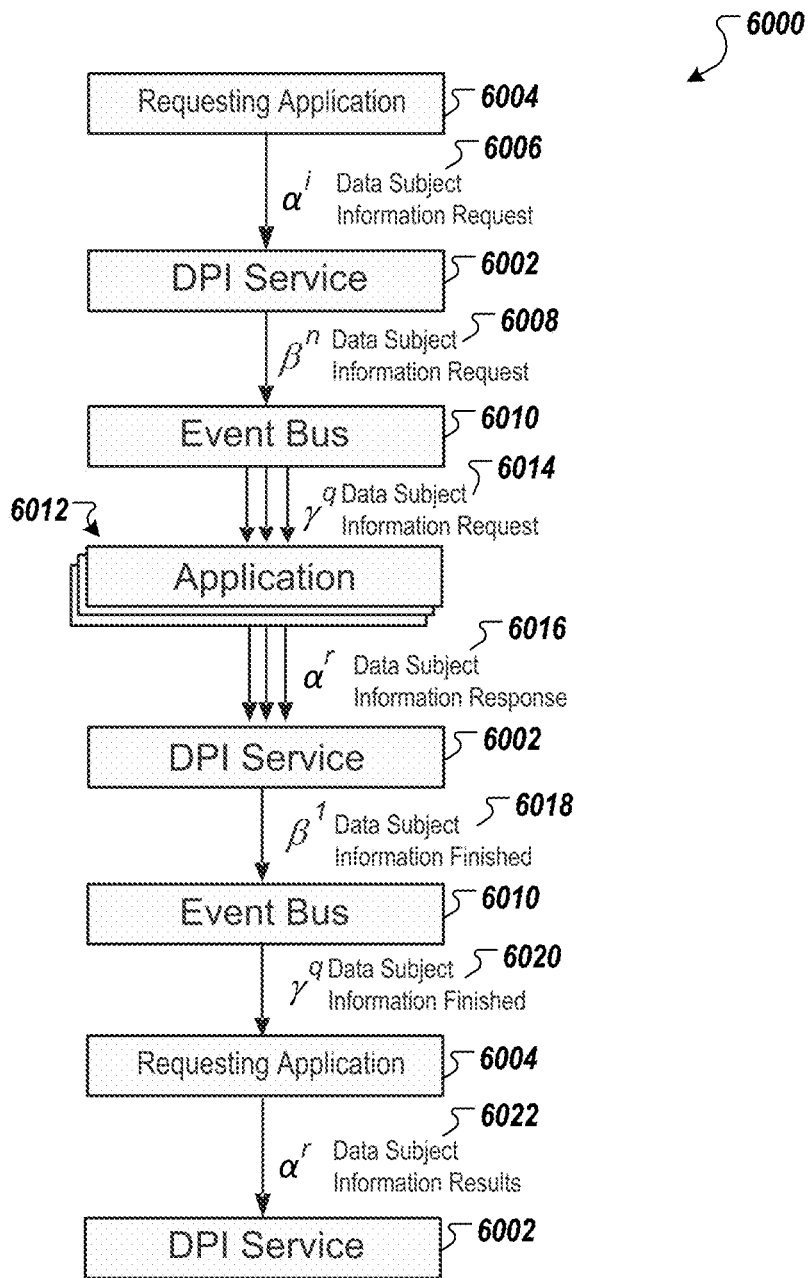 6000
Requesting Application 6004
6006
α^i Data Subject
Information Request
DPI Service 6002
6008
β^n Data Subject
Information Request
Event Bus 6010
6014
γ^q Data Subject
Information Request
6012
Application
6016
α^r Data Subject
Information Response
DPI Service 6002
6018
β^1 Data Subject
Information Finished
Event Bus 6010
6020
γ^q Data Subject
Information Finished
Requesting Application 6004
6022
α^r Data Subject
Information Results
DPI Service 6002